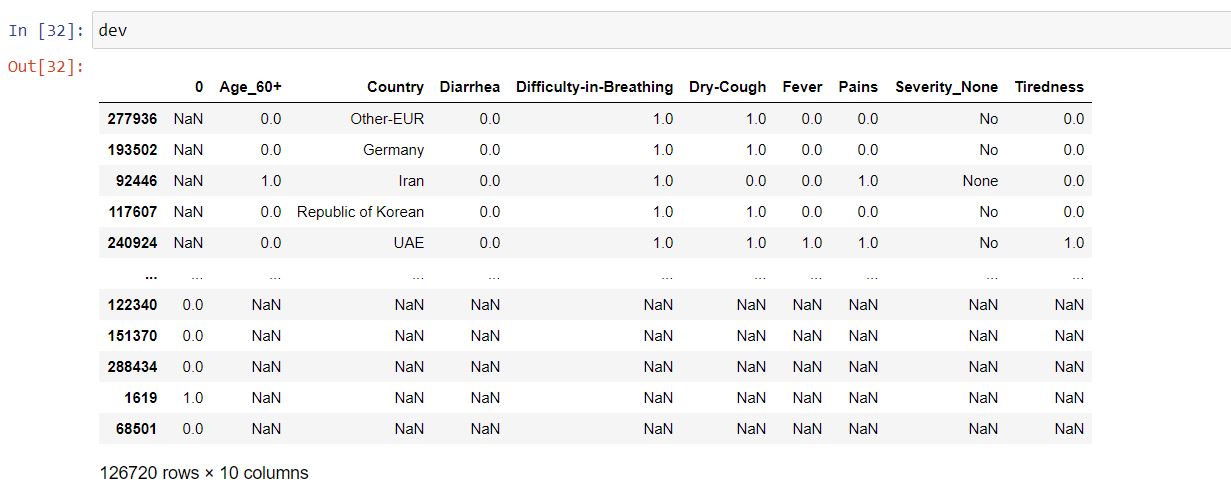 In [32]: dev
Out[32]:
0 Age_60+ Country Diarrhea Difficulty-in-Breathing Dry-Cough Fever Pains Severity_None Tiredness
277936 NaN 0.0 Other-EUR 0.0 1.0 1.0 0.0 0.0 No 0.0
193502 NaN 0.0 Germany 0.0 1.0 1.0 0.0 0.0 No 0.0
92446 NaN 1.0 Iran 0.0 1.0 0.0 0.0 1.0 None 0.0
117607 NaN 0.0 Republic of Korean 0.0 1.0 1.0 0.0 0.0 No 0.0
240924 NaN 0.0 UAE 0.0 1.0 1.0 1.0 1.0 No 1.0
... ... ... ... ... ... ... ... ... ... ...
122340 0.0 NaN NaN NaN NaN NaN NaN NaN NaN NaN
151370 0.0 NaN NaN NaN NaN NaN NaN NaN NaN NaN
288434 0.0 NaN NaN NaN NaN NaN NaN NaN NaN NaN
1619 1.0 NaN NaN NaN NaN NaN NaN NaN NaN NaN
68501 0.0 NaN NaN NaN NaN NaN NaN NaN NaN NaN
126720 rows × 10 columns